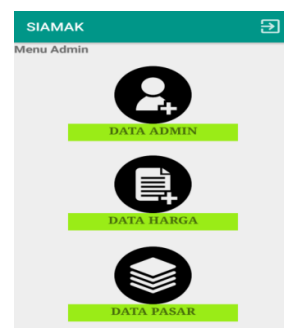 SIAMAK
Menu Admin
DATA ADMIN
DATA HARGA
DATA PASAR